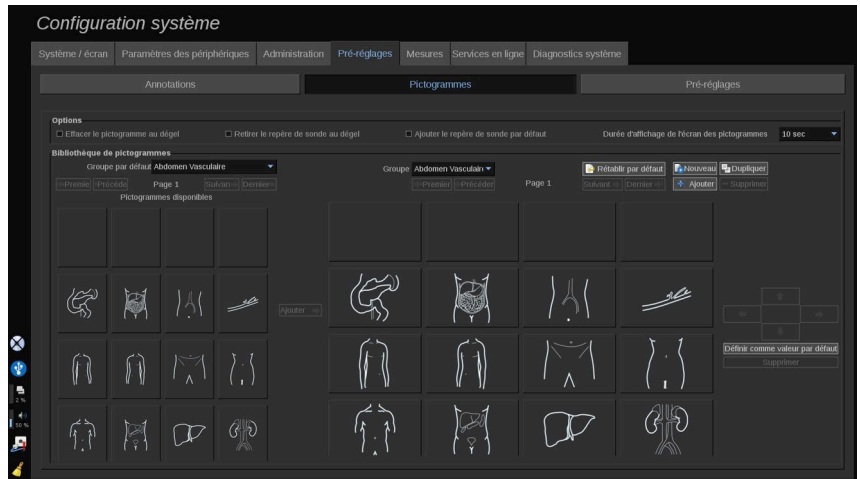 Configuration système
Système / écran Paramètres des périphériques Administration Pré-réglages Mesures Services en ligne Diagnostics système
Annotations Pictogrammes Pré-réglages
Options
Effacer le pictogramme au dégel Retirer le repère de sonde au dégel Ajouter le repère de sonde par défaut Durée d'affichage de l'écran des pictogrammes 10 sec
Bibliothèque de pictogrammes
Groupe par défaut Abdomen Vasculaire Groupe Abdomen Vasculain Rétablir par défaut Nouveau Dupliquer
Premie Précéde Page 1 Suivan Dernier Premier Précéder Page 1 Suivant Dernier Ajouter Supprimer
Pictogrammes disponibles
Ajouter
Définir comme valeur par défaut
Supprimer
2 %
50 %